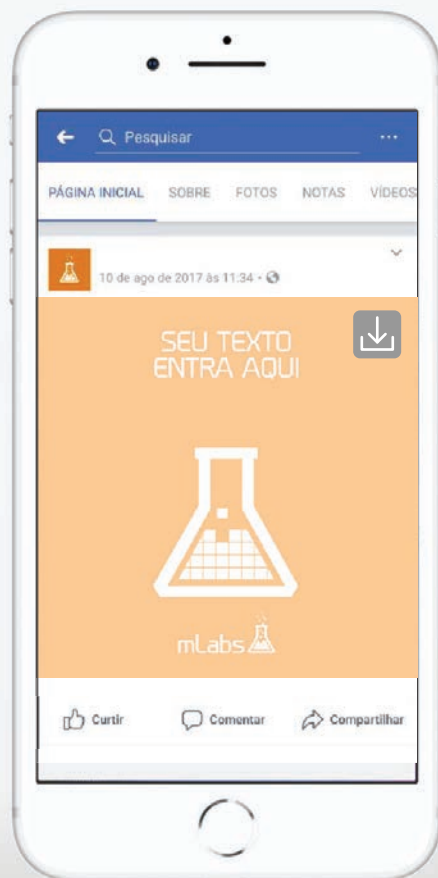 Pesquisar
PÁGINA INICIAL SOBRE FOTOS NOTAS VÍDEOS
10 de ago de 2017 às 11:34
SEU TEXTO
ENTRA AQUI
mLabs
Curtir Comentar Compartilhar